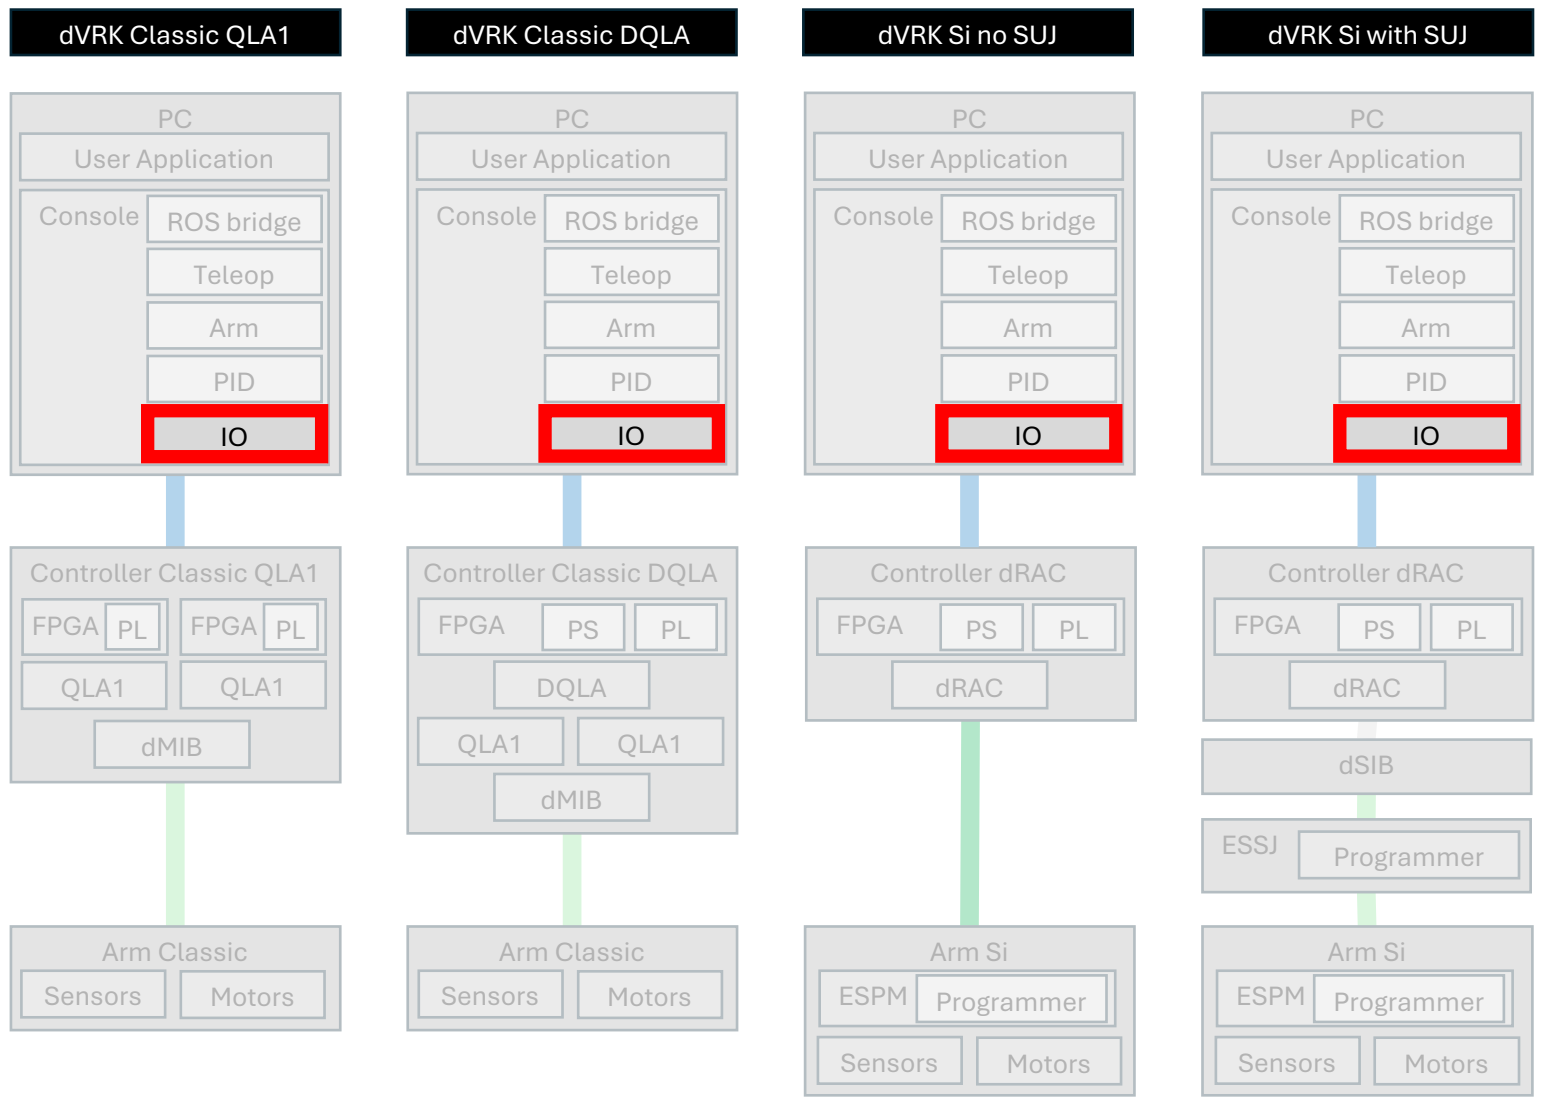 dVRK Classic QLA1
PC
User Application
Console
ROS bridge
Teleop
Arm
PID
IO
Controller Classic QLA1
FPGA
PL
FPGA
PL
QLA1
QLA1
dMIB
Arm Classic
Sensors
Motors
dVRK Classic DQLA
PC
User Application
Console
ROS bridge
Teleop
Arm
PID
IO
Controller Classic DQLA
FPGA
PS
PL
DQLA
QLA1
QLA1
dMIB
Arm Classic
Sensors
Motors
dVRK Si no SUJ
PC
User Application
Console
ROS bridge
Teleop
Arm
PID
IO
Controller dRAC
FPGA
PS
PL
dRAC
Arm Si
ESPM
Programmer
Sensors
Motors
dVRK Si with SUJ
PC
User Application
Console
ROS bridge
Teleop
Arm
PID
IO
Controller dRAC
FPGA
PS
PL
dRAC
dSIB
ESSJ
Programmer
Arm Si
ESPM
Programmer
Sensors
Motors